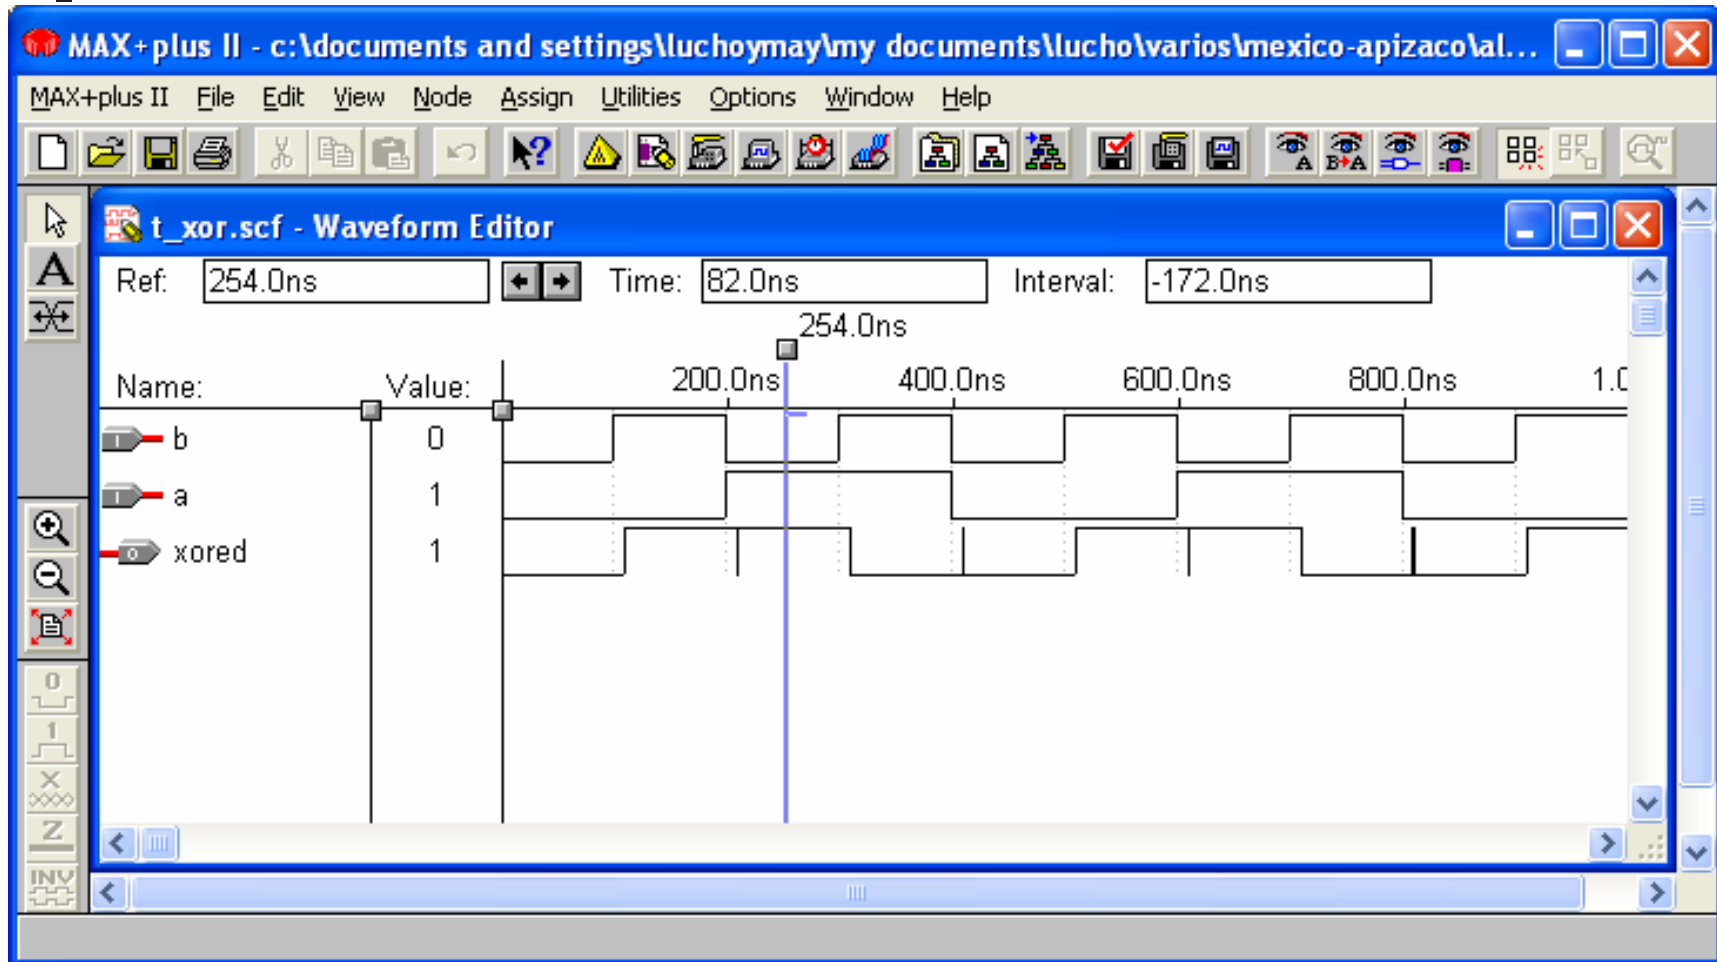 MAX+plus II - c:\documents and settings\luchoymay\my documents\lucho\varios\mexico-apizaco\al...
MAX+plus II File Edit View Node Assign Utilities Options Window Help
t_xor.scf - Waveform Editor
Ref: 254.0ns Time: 82.0ns Interval: -172.0ns
254.0ns
Name: Value: 200.0ns 400.0ns 600.0ns 800.0ns 1.0
b 0
a 1
xored 1